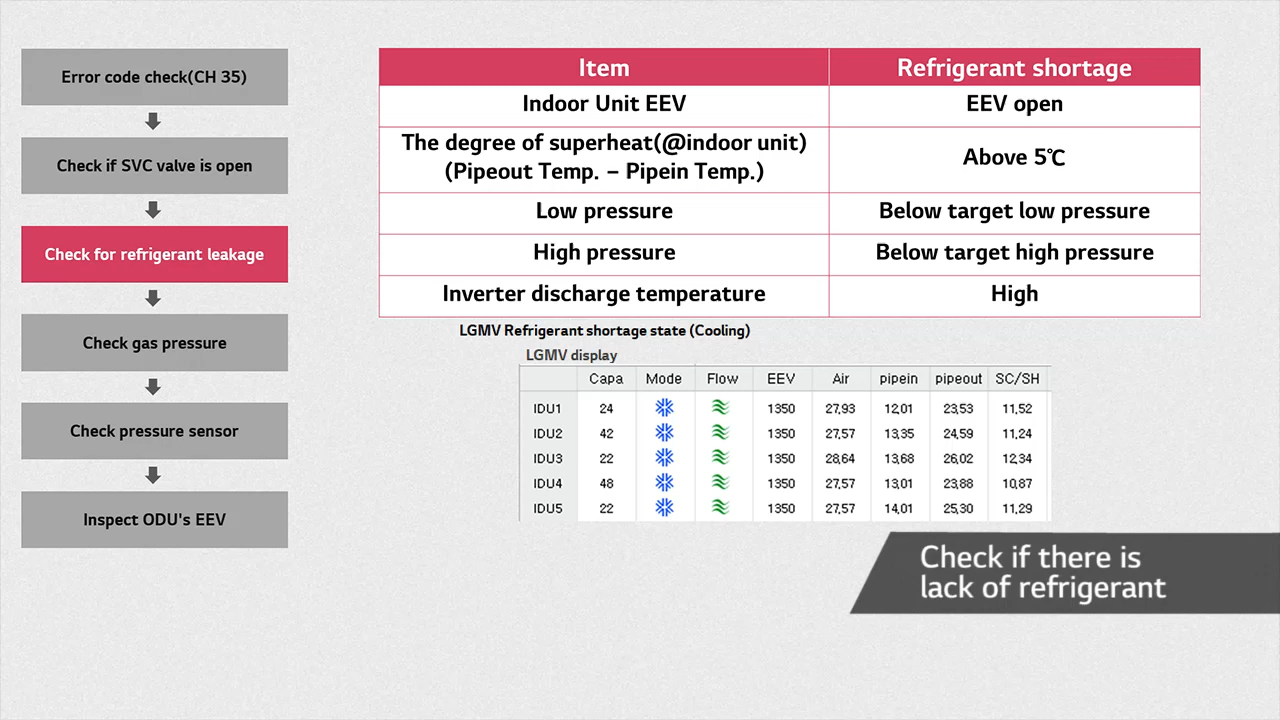 Error code check(CH 35)
Check if SVC valve is open
Check for refrigerant leakage
Check gas pressure
Check pressure sensor
Inspect ODU's EEV
Item Refrigerant shortage
Indoor Unit EEV EEV open
The degree of superheat(@indoor unit)
(Pipeout Temp. – Pipein Temp.) Above 5℃
Low pressure Below target low pressure
High pressure Below target high pressure
Inverter discharge temperature High
LGMV Refrigerant shortage state (Cooling)
LGMV display
Capa Mode Flow EEV Air pipein pipeout SC/SH
IDU1 24 1350 27,93 12,01 23,53 11,52
IDU2 42 1350 27,57 13,35 24,59 11,24
IDU3 22 1350 28,64 13,68 26,02 12,34
IDU4 48 1350 27,57 13,01 23,88 10,87
IDU5 22 1350 27,57 14,01 25,30 11,29
Check if there is
lack of refrigerant